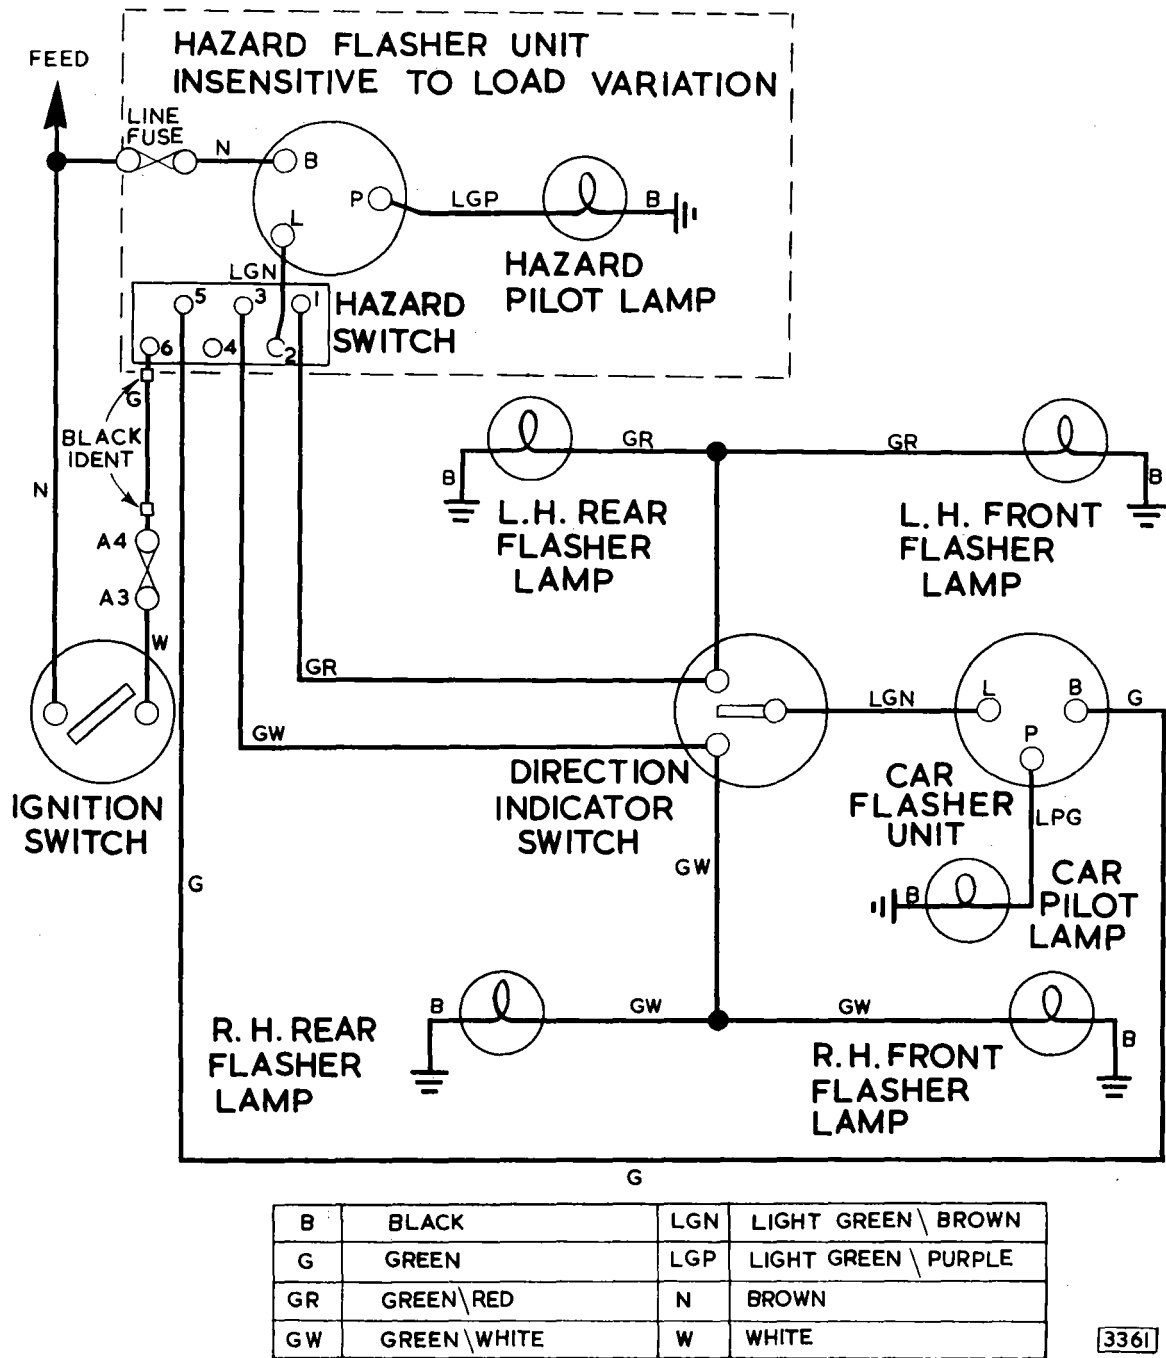 HAZARD FLASHER UNIT
INSENSITIVE TO LOAD VARIATION
FEED
LINE
FUSE
N
B
P
LGP
B
L
LGN
HAZARD
PILOT LAMP
5
3
1
HAZARD
SWITCH
6
4
2
G
BLACK
IDENT
N
A4
A3
W
GR
GR
B
B
L.H. REAR
FLASHER
LAMP
L.H. FRONT
FLASHER
LAMP
GR
GW
LGN
L
B
G
P
IGNITION
SWITCH
DIRECTION
INDICATOR
SWITCH
CAR
FLASHER
UNIT
LPG
G
GW
B
CAR
PILOT
LAMP
B
GW
GW
B
R.H. REAR
FLASHER
LAMP
R.H. FRONT
FLASHER
LAMP
G
B BLACK LGN LIGHT GREEN\BROWN
G GREEN LGP LIGHT GREEN\PURPLE
GR GREEN\RED N BROWN
GW GREEN\WHITE W WHITE
3361